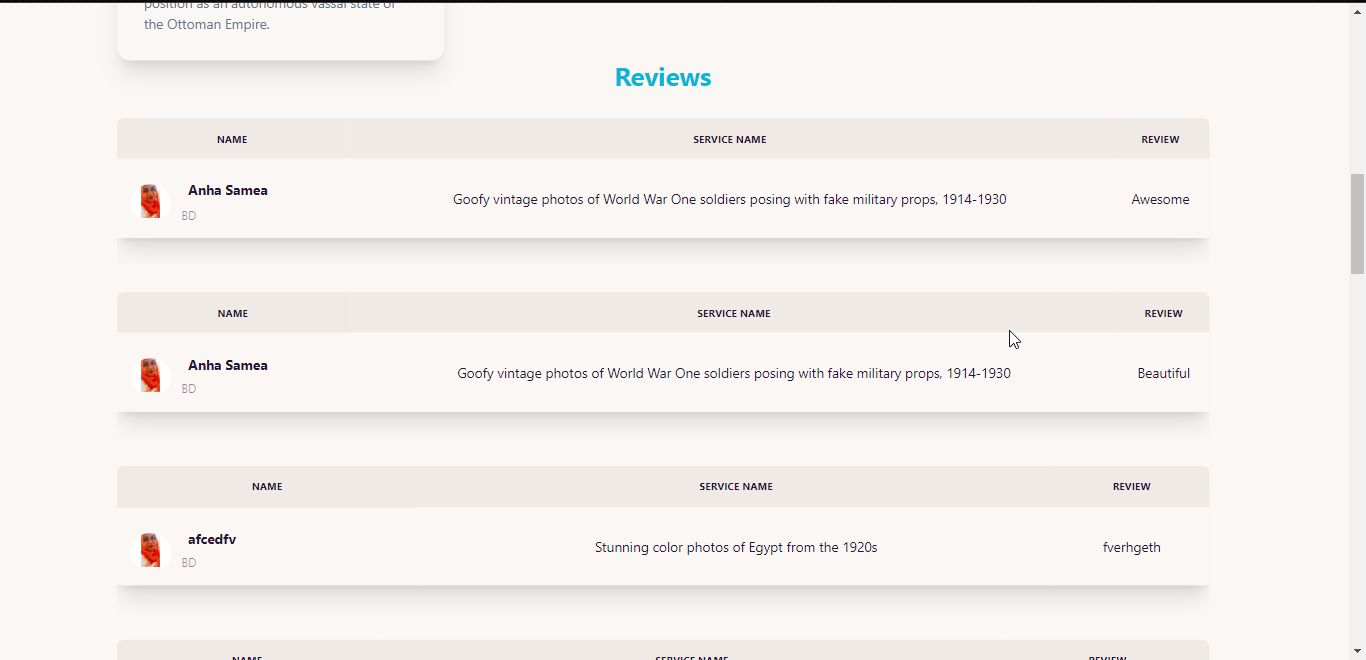 position as an autonomous vassal state of
the Ottoman Empire.
Reviews
NAME SERVICE NAME REVIEW
Anha Samea
BD
Goofy vintage photos of World War One soldiers posing with fake military props, 1914-1930
Awesome
NAME SERVICE NAME REVIEW
Anha Samea
BD
Goofy vintage photos of World War One soldiers posing with fake military props, 1914-1930
Beautiful
NAME SERVICE NAME REVIEW
afcedfv
BD
Stunning color photos of Egypt from the 1920s
fverhgeth
NAME SERVICE NAME REVIEW